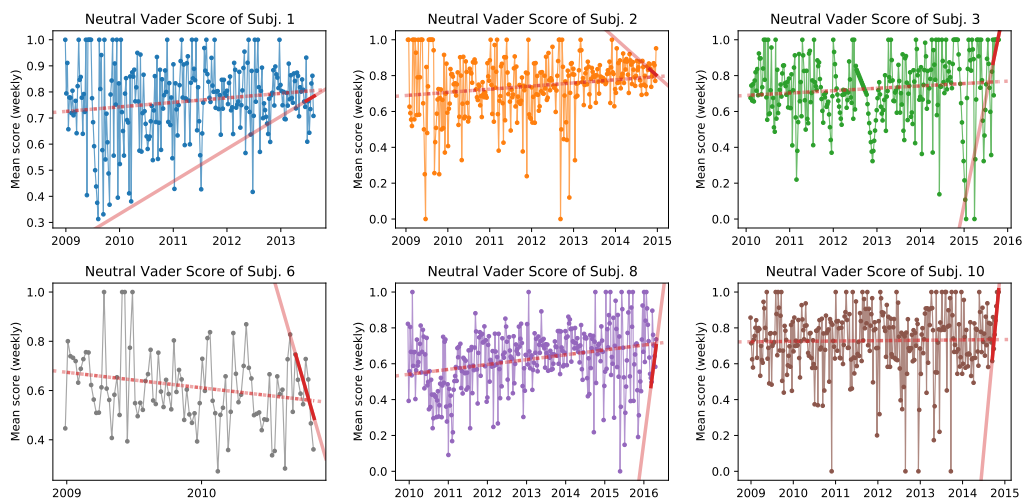 Neutral Vader Score of Subj. 1
Mean score (weekly)
1.0
0.9
0.8
0.7
0.6
0.5
0.4
0.3
2009 2010 2011 2012 2013
Neutral Vader Score of Subj. 2
Mean score (weekly)
1.0
0.8
0.6
0.4
0.2
0.0
2009 2010 2011 2012 2013 2014 2015
Neutral Vader Score of Subj. 3
Mean score (weekly)
1.0
0.8
0.6
0.4
0.2
0.0
2010 2011 2012 2013 2014 2015 2016
Neutral Vader Score of Subj. 6
Mean score (weekly)
1.0
0.8
0.6
0.4
2009 2010
Neutral Vader Score of Subj. 8
Mean score (weekly)
1.0
0.8
0.6
0.4
0.2
0.0
2010 2011 2012 2013 2014 2015 2016
Neutral Vader Score of Subj. 10
Mean score (weekly)
1.0
0.8
0.6
0.4
0.2
0.0
2009 2010 2011 2012 2013 2014 2015